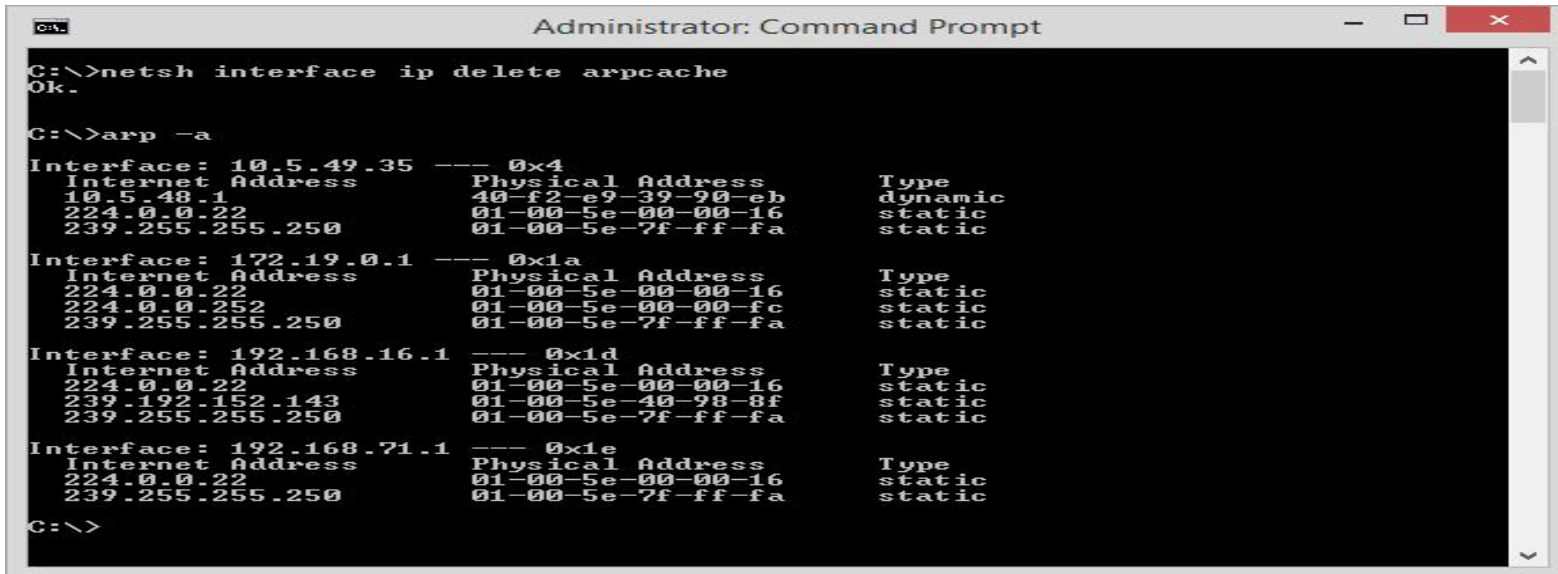 Administrator: Command Prompt
C:\>netsh interface ip delete arpcache
Ok.
C:\>arp -a
Interface: 10.5.49.35 --- 0x4
Internet Address Physical Address Type
10.5.48.1 40-f2-e9-39-90-eb dynamic
224.0.0.22 01-00-5e-00-00-16 static
239.255.255.250 01-00-5e-7f-ff-fa static
Interface: 172.19.0.1 --- 0x1a
Internet Address Physical Address Type
224.0.0.22 01-00-5e-00-00-16 static
224.0.0.252 01-00-5e-00-00-fc static
239.255.255.250 01-00-5e-7f-ff-fa static
Interface: 192.168.16.1 --- 0x1d
Internet Address Physical Address Type
224.0.0.22 01-00-5e-00-00-16 static
239.192.152.143 01-00-5e-40-98-8f static
239.255.255.250 01-00-5e-7f-ff-fa static
Interface: 192.168.71.1 --- 0x1e
Internet Address Physical Address Type
224.0.0.22 01-00-5e-00-00-16 static
239.255.255.250 01-00-5e-7f-ff-fa static
C:\>